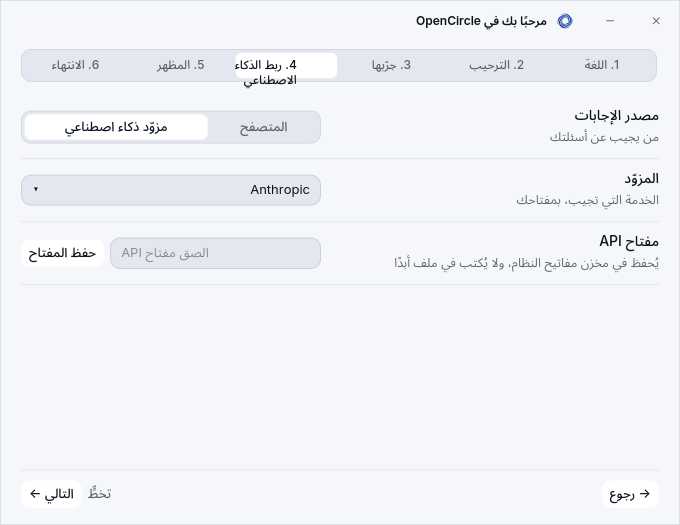 مرحبًا بك في OpenCircle
1. اللغة
2. الترحيب
3. جرّبها
4. ربط الذكاء الاصطناعي
5. المظهر
6. الانتهاء
مصدر الإجابات
من يجيب عن أسئلتك
المتصفح
مزوّد ذكاء اصطناعي
المزوّد
الخدمة التي تجيب، بمفتاحك
Anthropic
مفتاح API
يُحفظ في مخزن مفاتيح النظام، ولا يُكتب في ملف أبدًا
الصق مفتاح API
حفظ المفتاح
→ رجوع
تخطٍّ
التالي ←